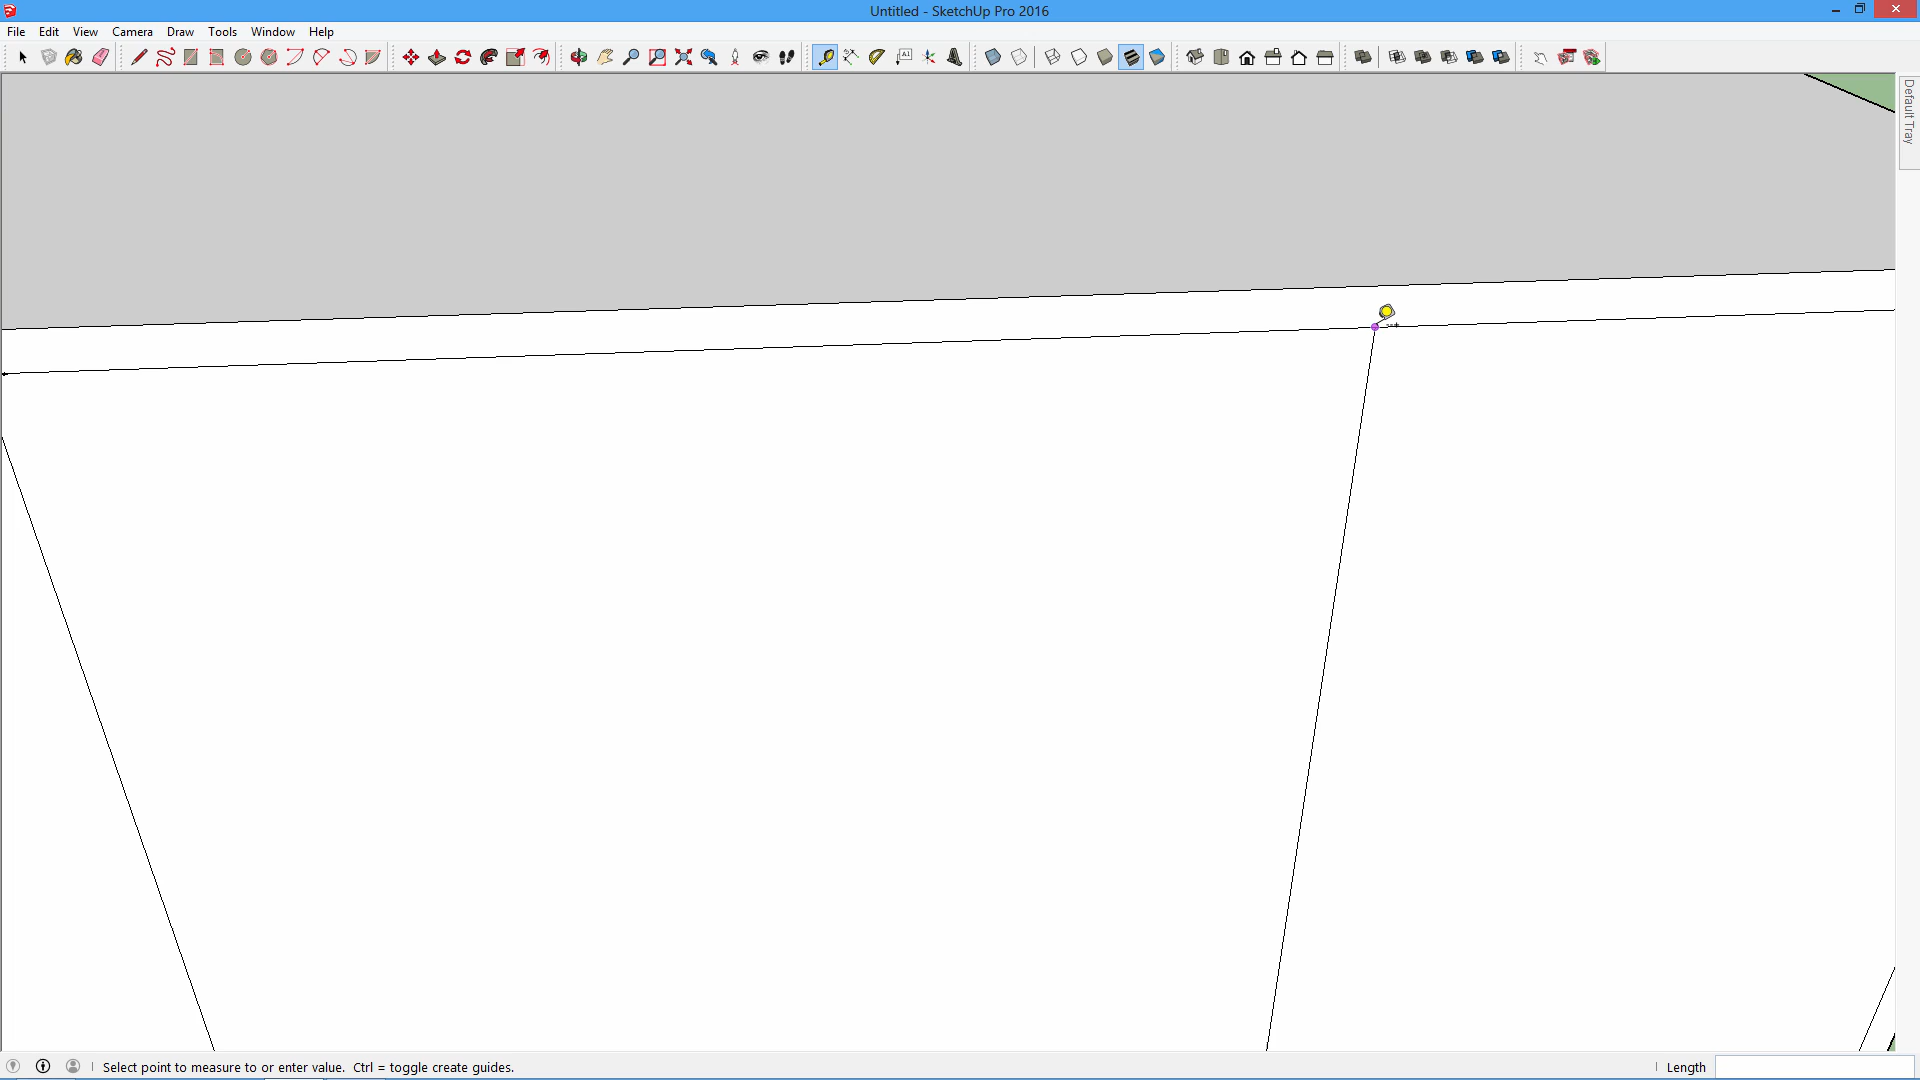 Untitled - SketchUp Pro 2016
File Edit View Camera Draw Tools Window Help
A1
Default Tray
Select point to measure to or enter value. Ctrl = toggle create guides.
Length